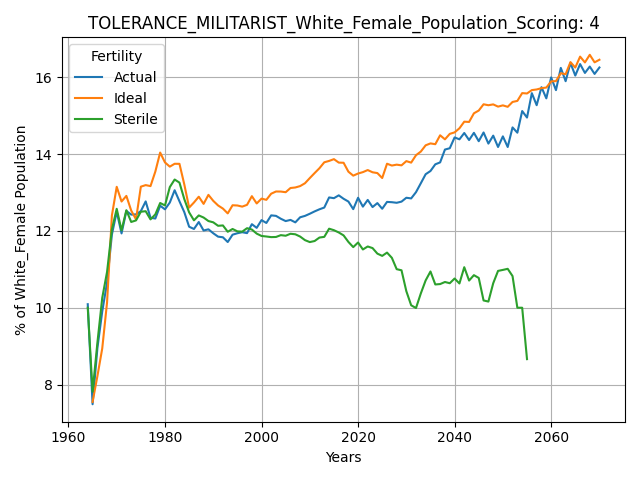 TOLERANCE_MILITARIST_White_Female_Population_Scoring: 4
Fertility
Actual
Ideal
Sterile
% of White_Female Population
16
14
12
10
8
1960 1980 2000 2020 2040 2060
Years